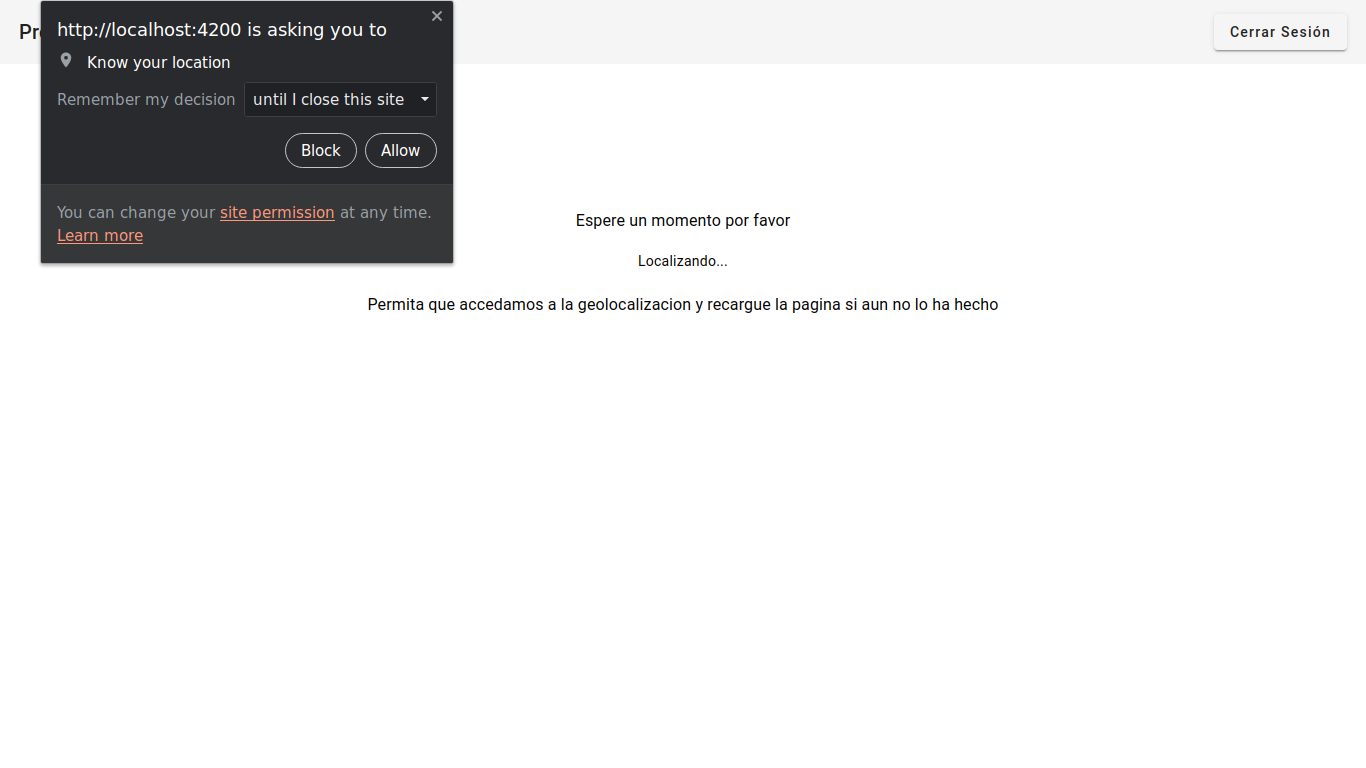 http://localhost:4200 is asking you to
Know your location
Remember my decision until I close this site
Block Allow
You can change your site permission at any time.
Learn more
Cerrar Sesión
Espere un momento por favor
Localizando...
Permita que accedamos a la geolocalizacion y recargue la pagina si aun no lo ha hecho